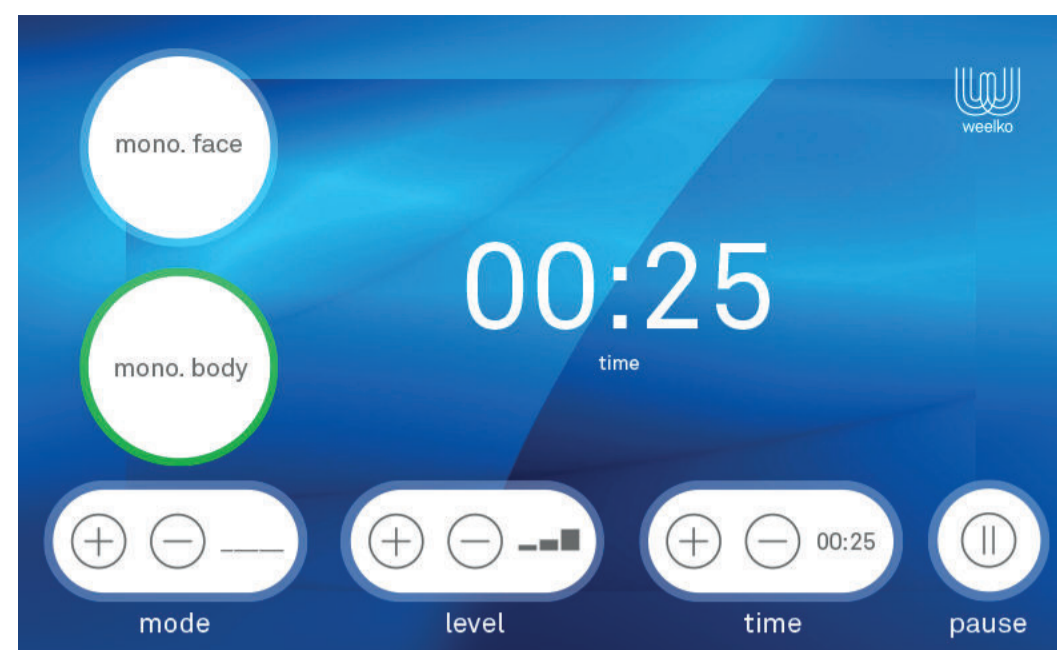 mono. face
weelko
00:25
time
mono. body
00:25
mode
level
time
pause